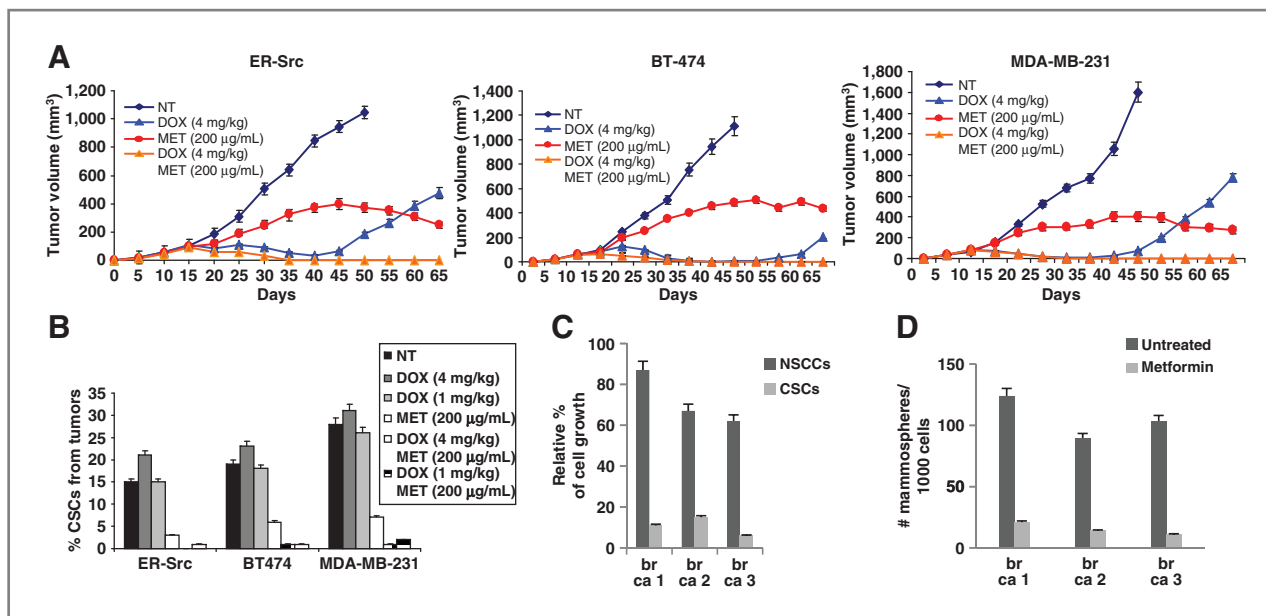 A
ER-Src
Tumor volume (mm³)
1,200
1,000
800
600
400
200
0
NT
DOX (4 mg/kg)
MET (200 μg/mL)
DOX (4 mg/kg)
MET (200 μg/mL)
0 5 10 15 20 25 30 35 40 45 50 55 60 65
Days
BT-474
Tumor volume (mm³)
1,400
1,200
1,000
800
600
400
200
0
NT
DOX (4 mg/kg)
MET (200 μg/mL)
DOX (4 mg/kg)
MET (200 μg/mL)
0 5 10 15 20 25 30 35 40 45 50 55 60 65
Days
MDA-MB-231
Tumor volume (mm³)
1,800
1,600
1,400
1,200
1,000
800
600
400
200
0
NT
DOX (4 mg/kg)
MET (200 μg/mL)
DOX (4 mg/kg)
MET (200 μg/mL)
0 5 10 15 20 25 30 35 40 45 50 55 60 65
Days
B
% CSCs from tumors
35
30
25
20
15
10
5
0
NT
DOX (4 mg/kg)
DOX (1 mg/kg)
MET (200 μg/mL)
DOX (4 mg/kg)
MET (200 μg/mL)
DOX (1 mg/kg)
MET (200 μg/mL)
ER-Src BT474 MDA-MB-231
C
Relative %
of cell growth
100
80
60
40
20
0
NSCCs
CSCs
br br br
ca 1 ca 2 ca 3
D
# mammospheres/
1000 cells
150
100
50
0
Untreated
Metformin
br br br
ca 1 ca 2 ca 3